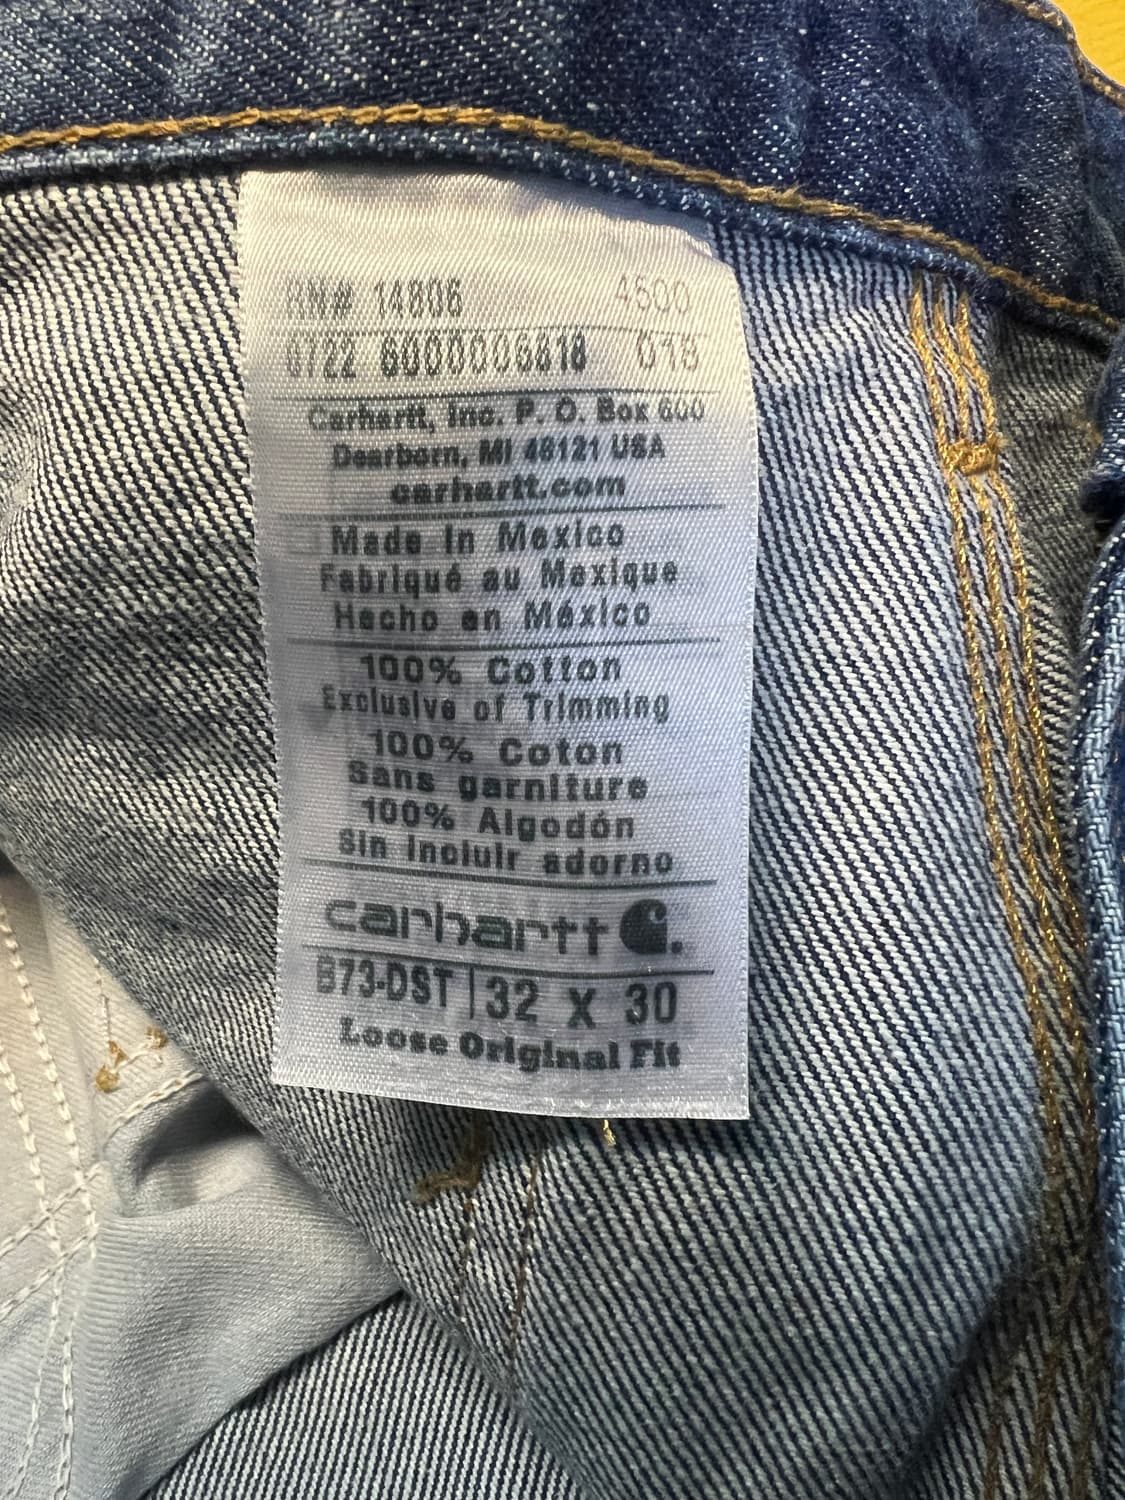 RN# 14806 4500
0722 6000006818 018
Carhartt, Inc. P. O. Box 600
Dearborn, MI 48121 USA
carhartt.com
Made In Mexico
Fabriqué au Mexique
Hecho en México
100% Cotton
Exclusive of Trimming
100% Coton
Sans garniture
100% Algodón
Sin incluir adorno
carhartt
B73-DST | 32 X 30
Loose Original Fit